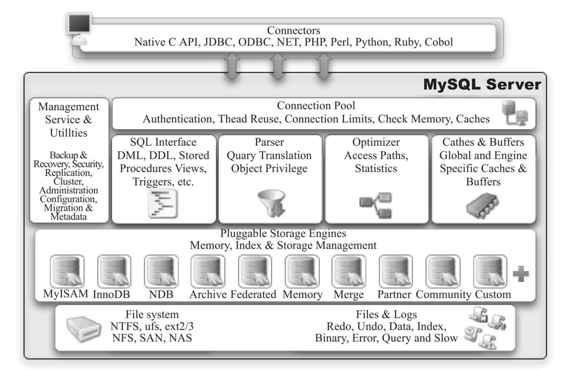 Connectors
Native C API, JDBC, ODBC, NET, PHP, Perl, Python, Ruby, Cobol
MySQL Server
Management
Service &
Utillties
Backup &
Recovery, Security,
Replication,
Cluster,
Administration
Configuration,
Migration &
Metadata
Connection Pool
Authentication, Thead Reuse, Connection Limits, Check Memory, Caches
SQL Interface
DML, DDL, Stored
Procedures Views,
Triggers, etc.
Parser
Quary Translation
Object Privilege
Optimizer
Access Paths,
Statistics
Cathes & Buffers
Global and Engine
Specific Caches &
Buffers
Pluggable Storage Engines
Memory, Index & Storage Management
MyISAM InnoDB NDB Archive Federated Memory Merge Partner Community Custom
File system
NTFS, ufs, ext2/3
NFS, SAN, NAS
Files & Logs
Redo, Undo, Data, Index,
Binary, Error, Query and Slow